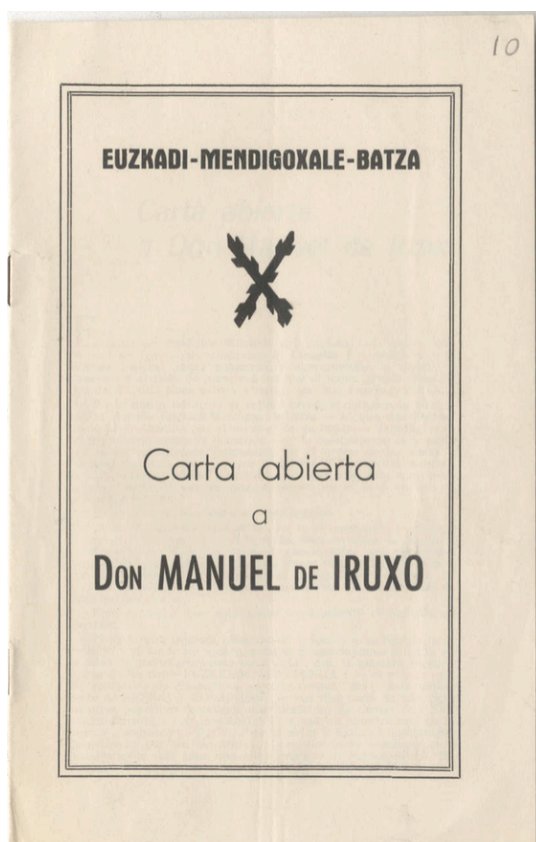 10
EUZKADI-MENDIGOXALE-BATZA
Carta abierta
a
DON MANUEL DE IRUXO